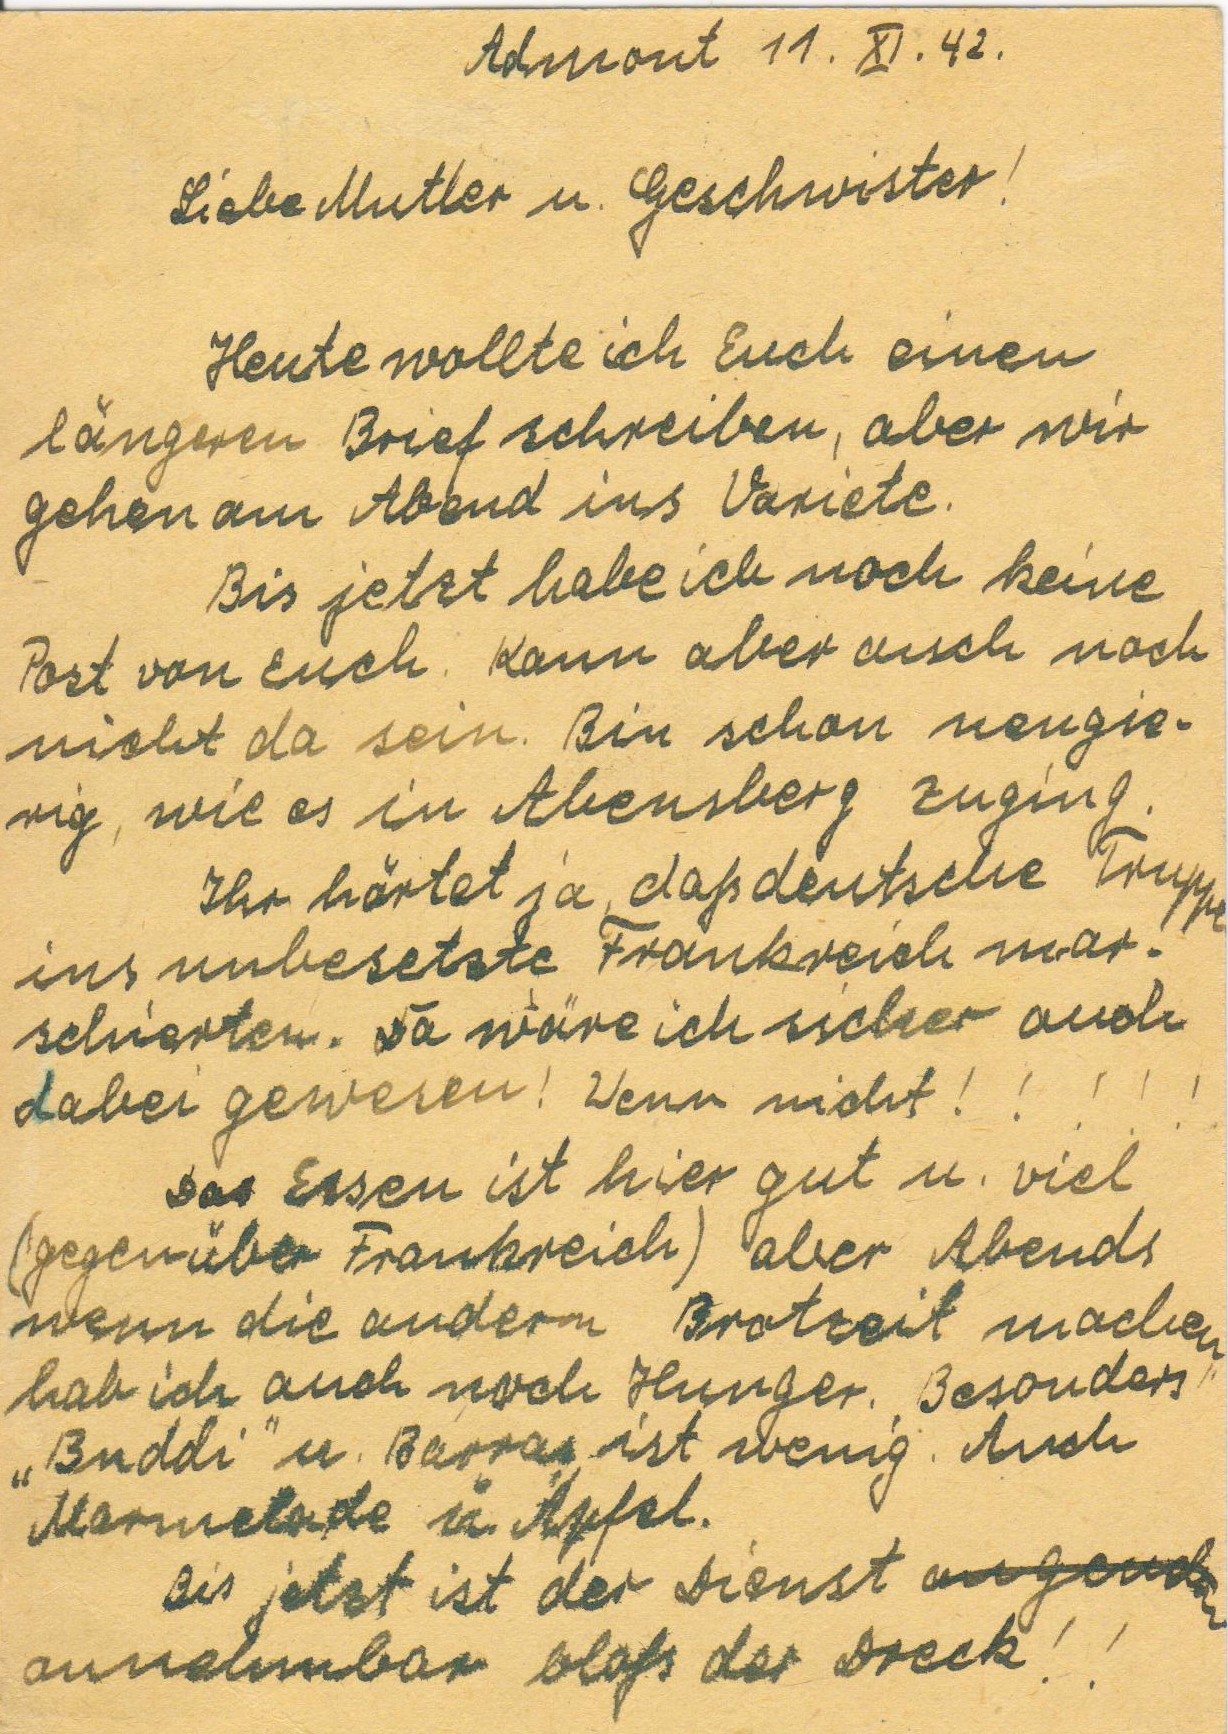 Admont 11. XI. 42.
Liebe Mutter u. Geschwister!
Heute wollte ich Euch einen
längeren Brief schreiben, aber wir
gehen am Abend ins Variete.
Bis jetzt habe ich noch keine
Post von Euch. Kann aber auch noch
nicht da sein. Bin schon neugie-
rig, wie es in Abensberg zuging.
Ihr hörtet ja, daß deutsche Truppe
ins unbesetzte Frankreich mar-
schierten. Da wäre ich sicher auch
dabei gewesen! Wenn nicht! ! ! ! !
Das Essen ist hier gut u. viel
(gegenüber Frankreich) aber Abends
wenn die andern Brotzeit machen
hab ich auch noch Hunger. Besonders
„Buddi" u. Barras ist wenig. Auch
Marmelade u. Äpfel.
Bis jetzt ist der Dienst
annehmbar bloß der Dreck! !